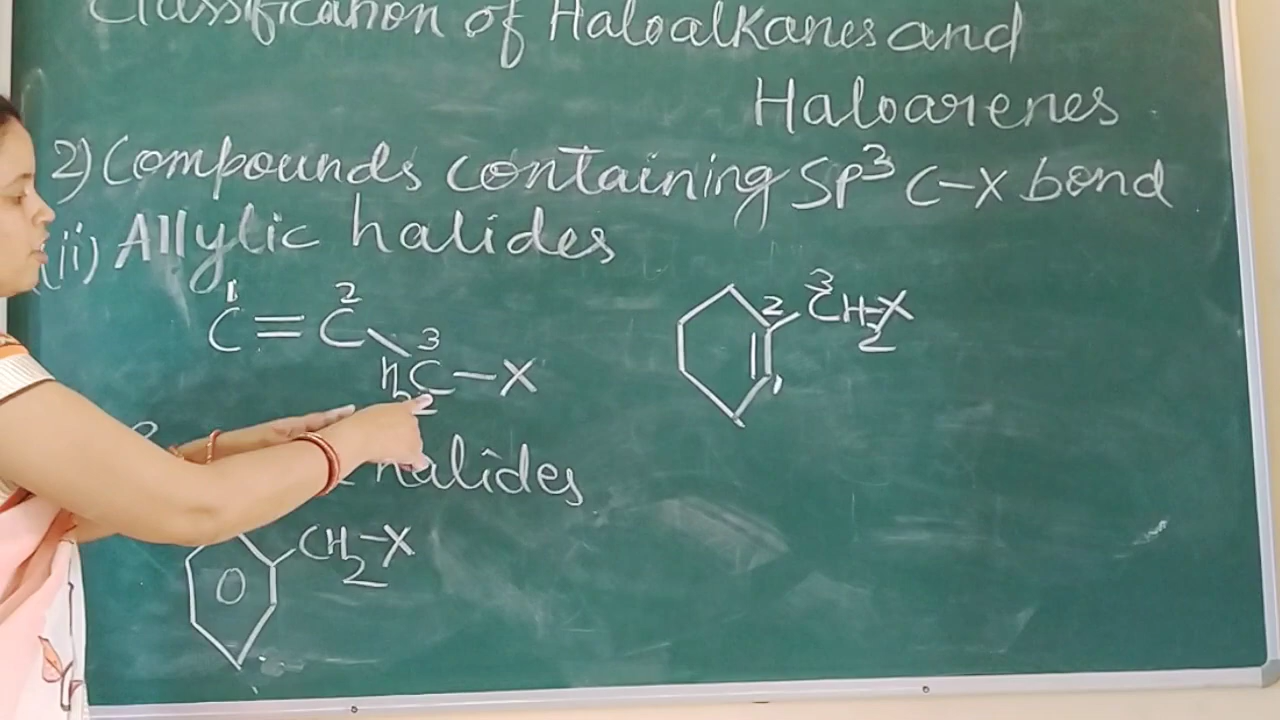 Classification of Haloalkanes and
Haloarenes
2) Compounds containing SP³ C-X bond
(ii) Allylic halides
1 2
C=C
3
H₂C-X
halides
CH₂-X
3
2 CH₂-X
1